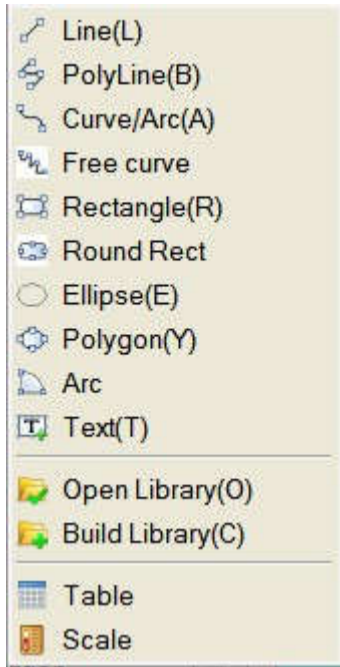 Line(L)
PolyLine(B)
Curve/Arc(A)
Free curve
Rectangle(R)
Round Rect
Ellipse(E)
Polygon(Y)
Arc
Text(T)
Open Library(O)
Build Library(C)
Table
Scale